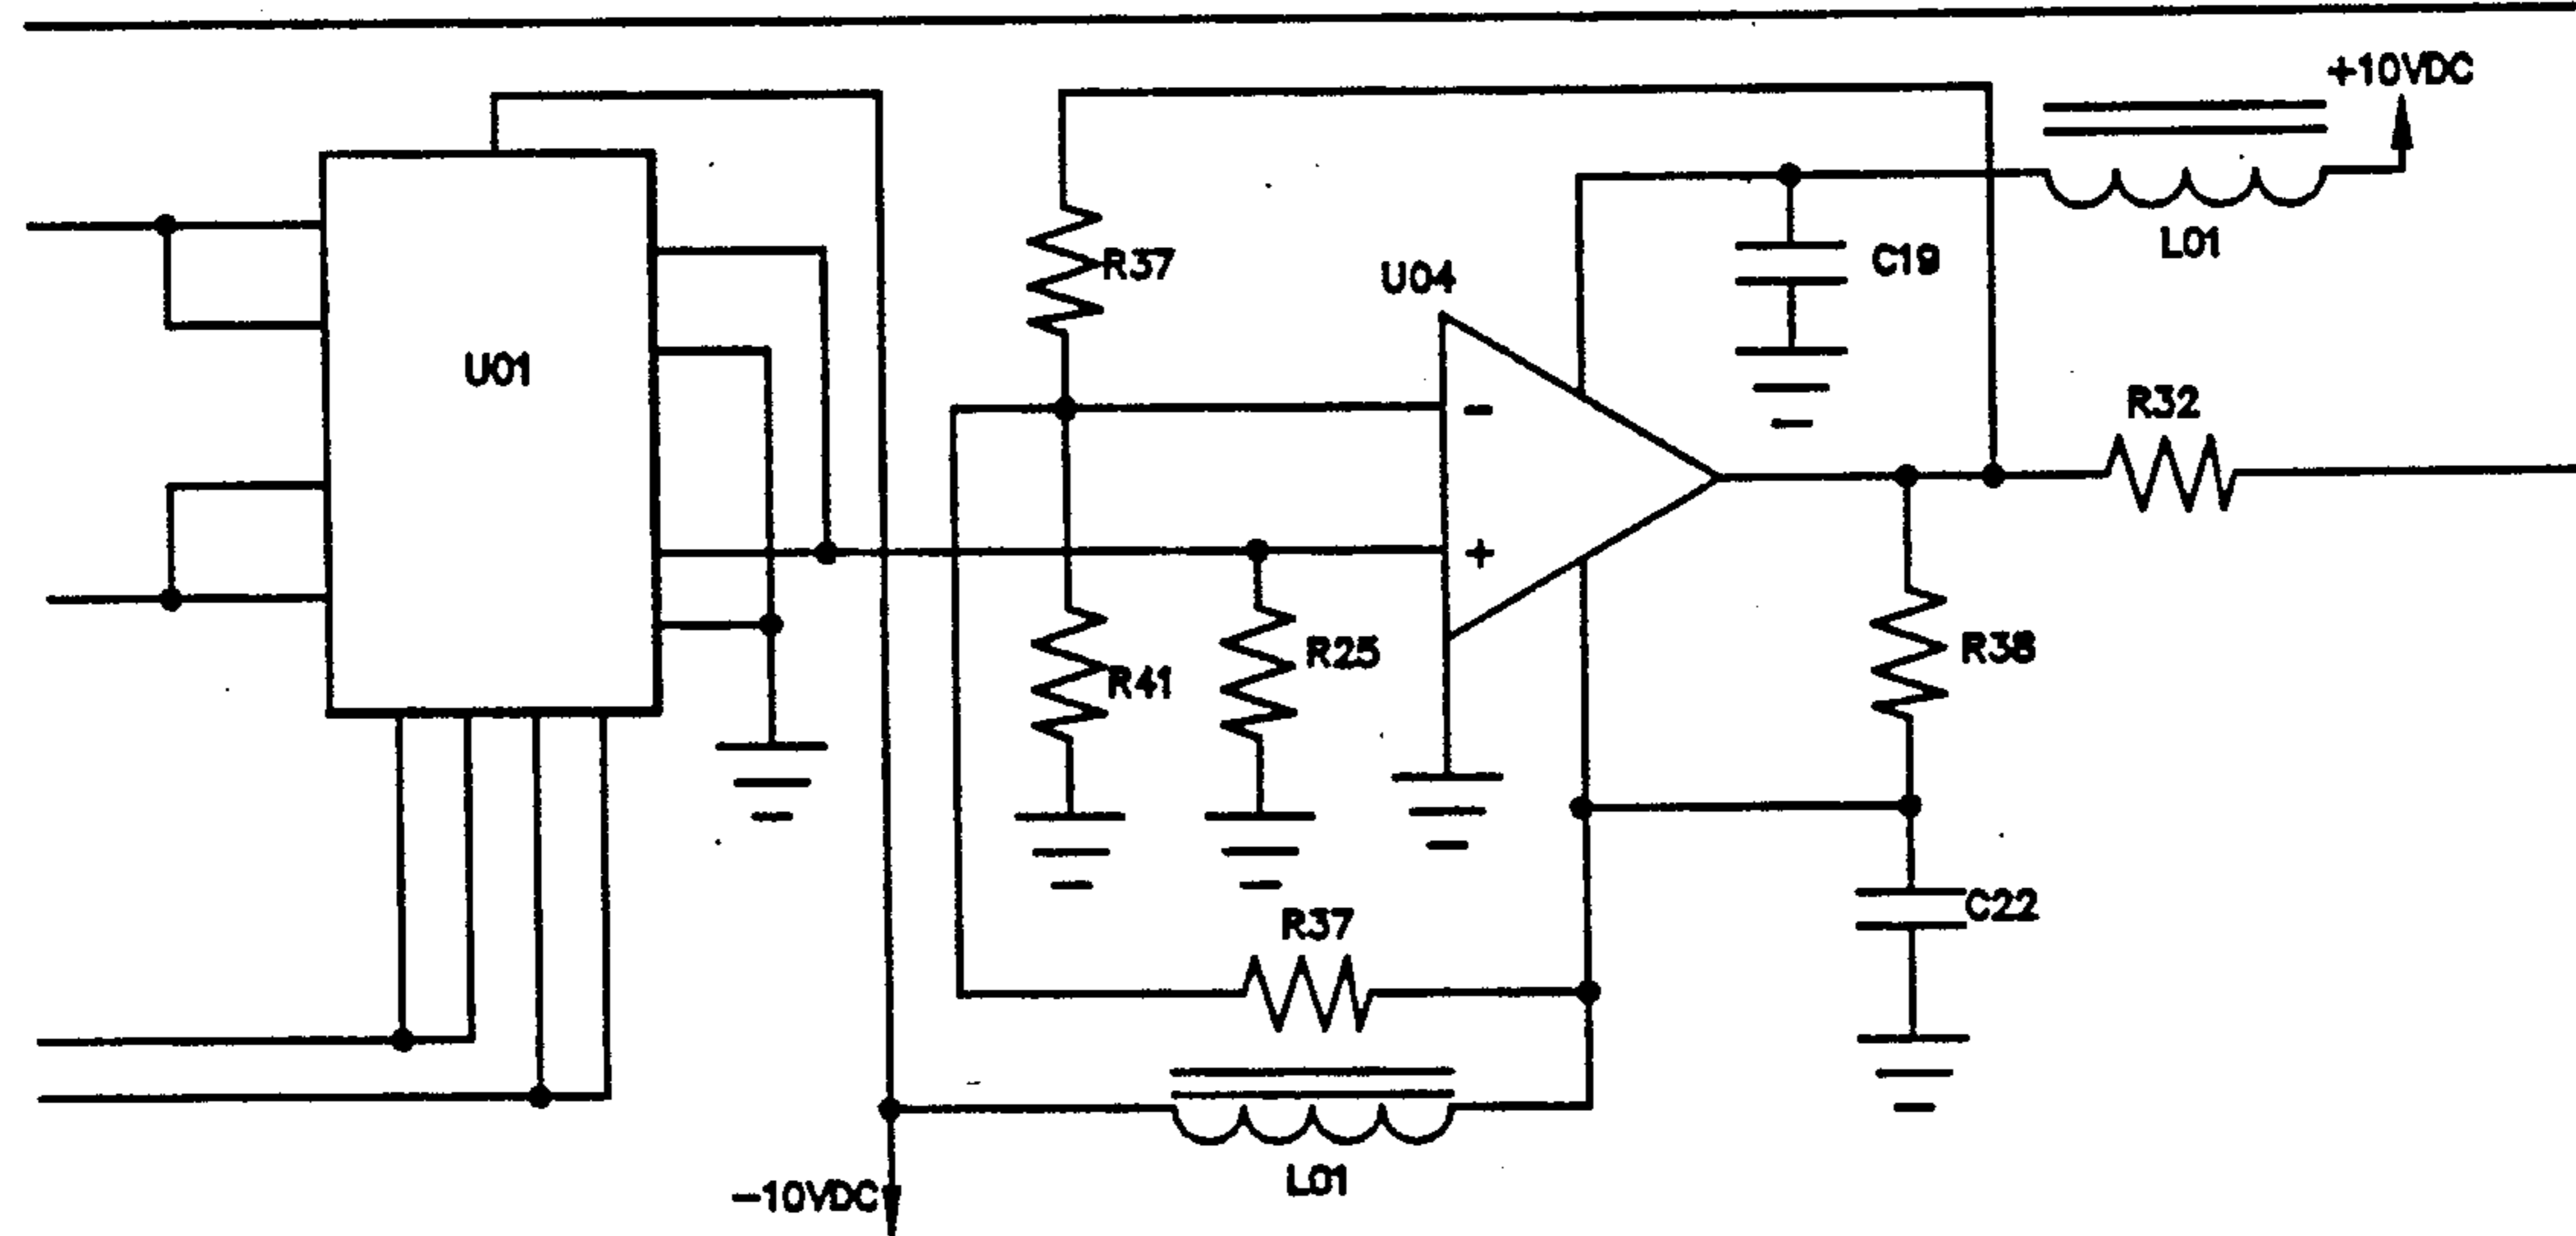 +10VDC
L01
R37
C19
U04
U01
R32
-
+
R25
R38
R41
C22
R37
L01
-10VDC